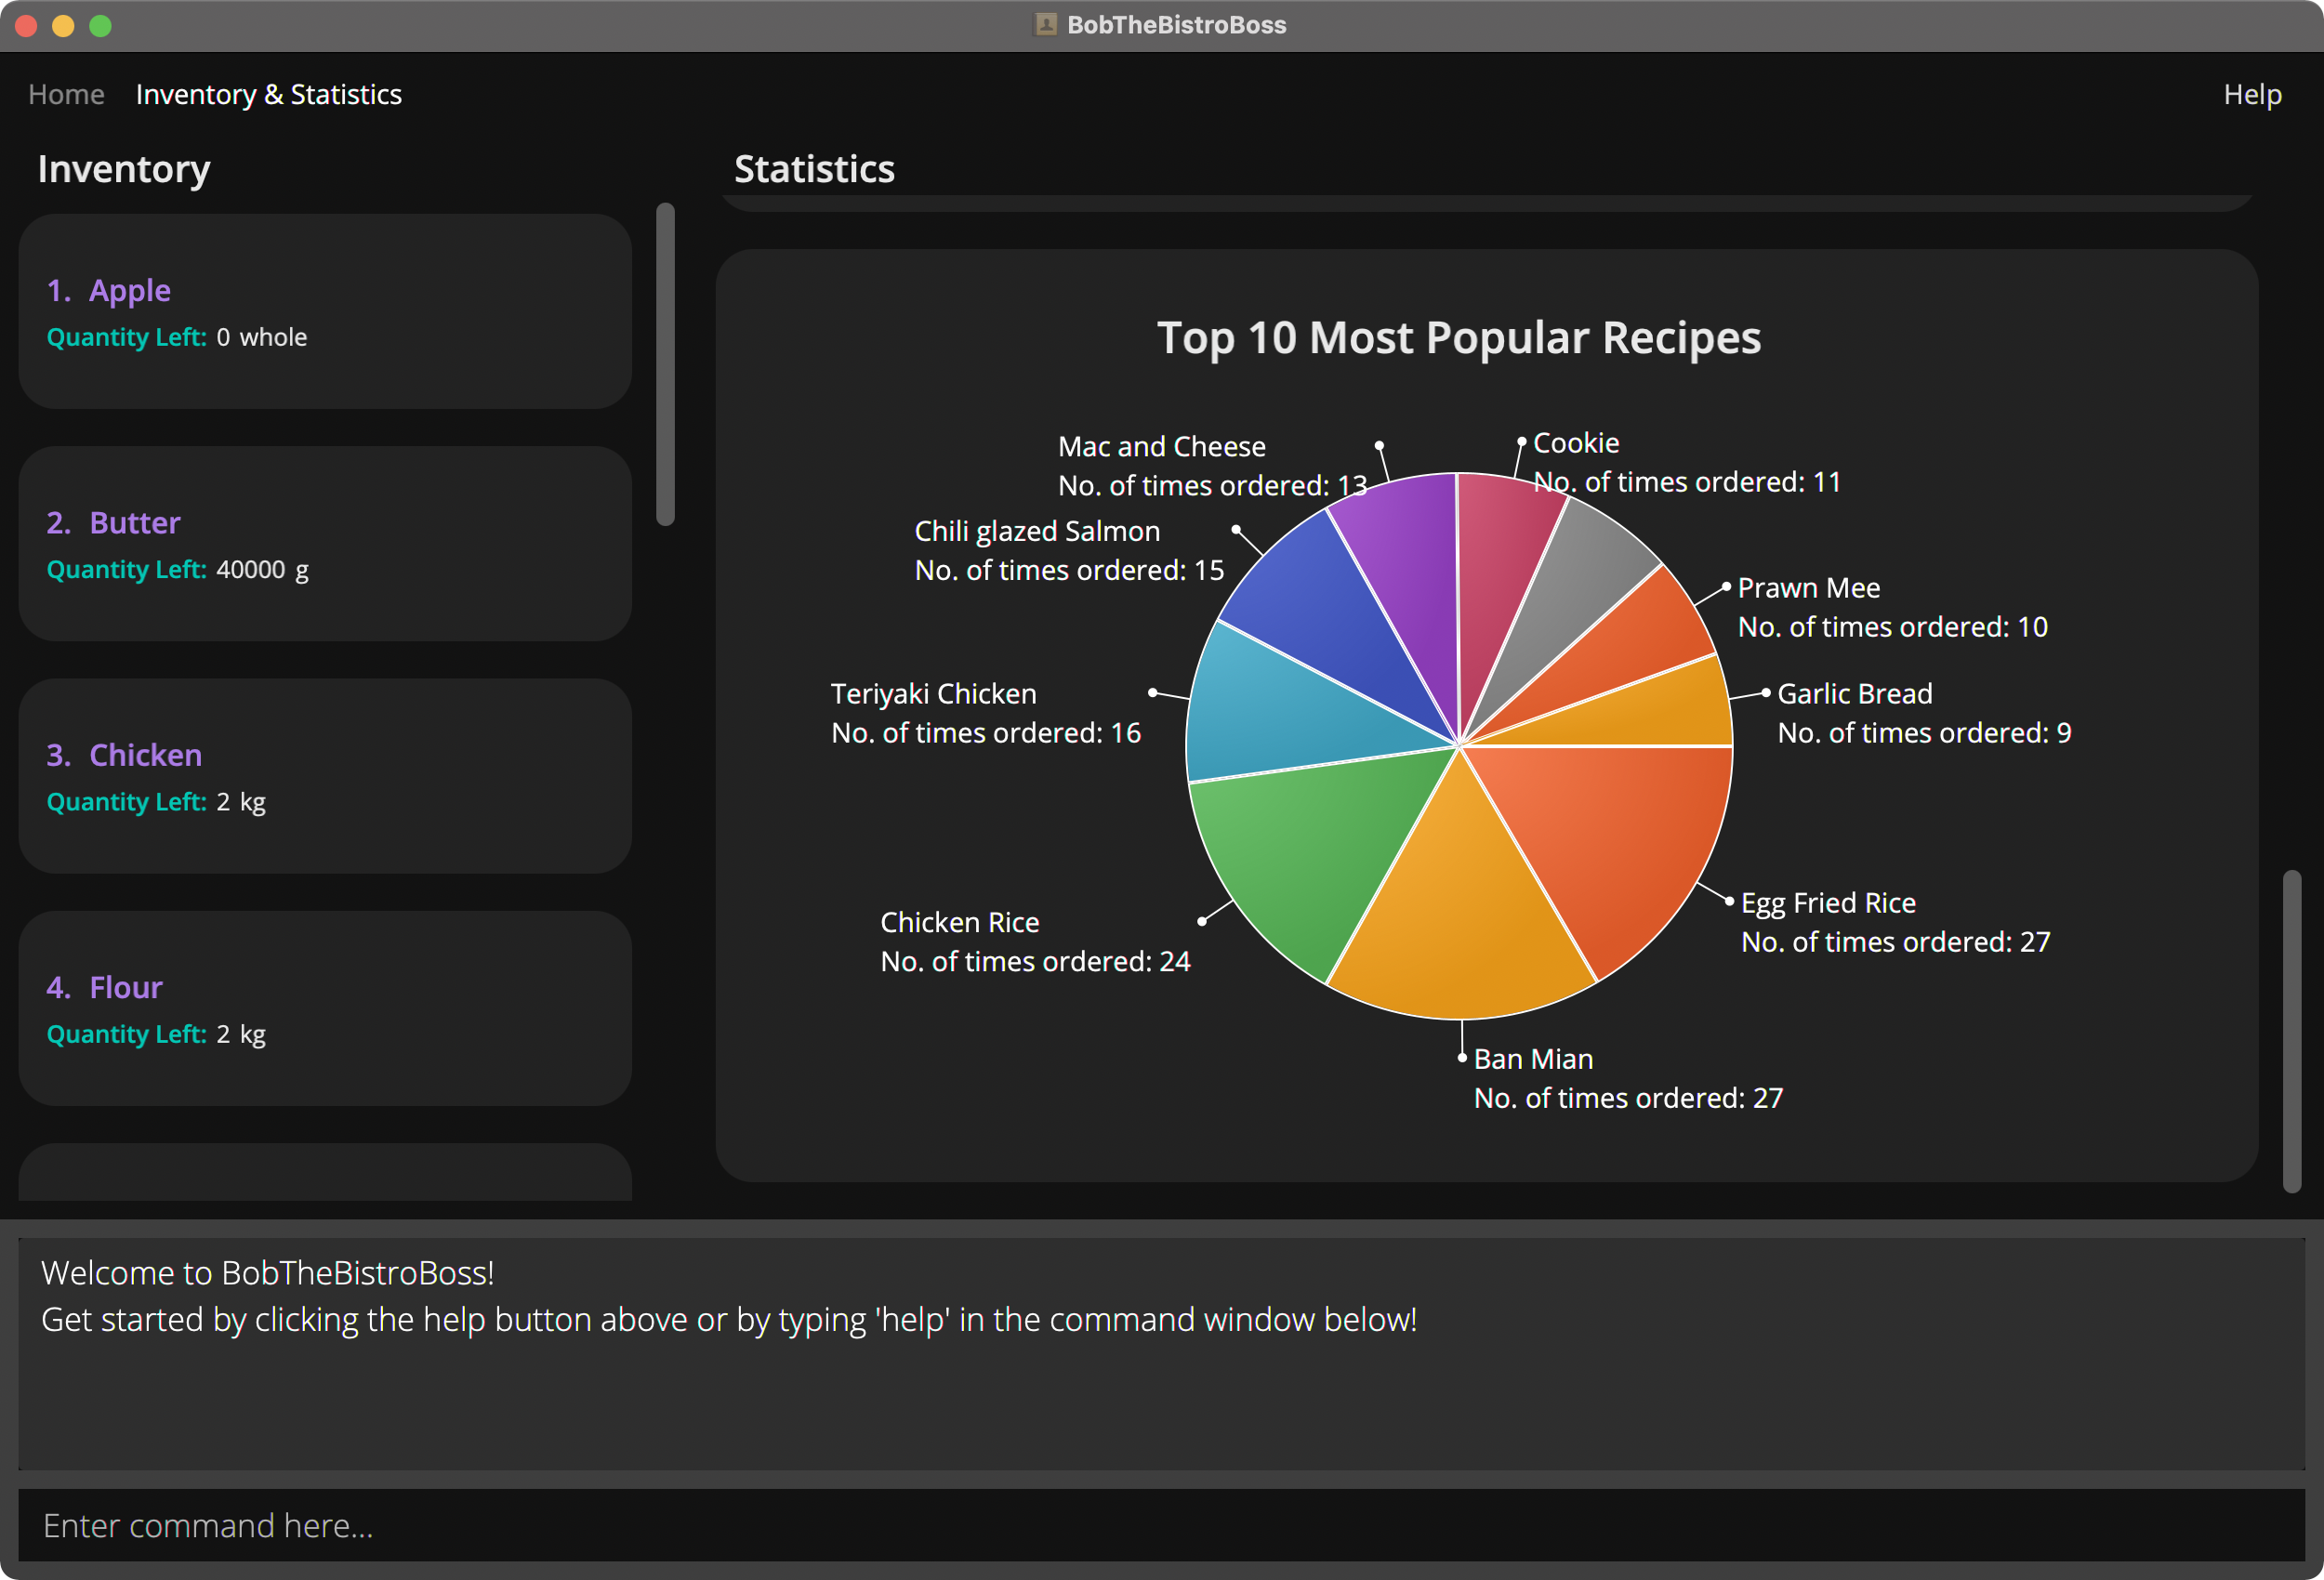 BobTheBistroBoss
Home Inventory & Statistics Help
Inventory
1. Apple
Quantity Left: 0 whole
2. Butter
Quantity Left: 40000 g
3. Chicken
Quantity Left: 2 kg
4. Flour
Quantity Left: 2 kg
Statistics
Top 10 Most Popular Recipes
Mac and Cheese
No. of times ordered: 13
Cookie
No. of times ordered: 11
Chili glazed Salmon
No. of times ordered: 15
Prawn Mee
No. of times ordered: 10
Teriyaki Chicken
No. of times ordered: 16
Garlic Bread
No. of times ordered: 9
Chicken Rice
No. of times ordered: 24
Egg Fried Rice
No. of times ordered: 27
Ban Mian
No. of times ordered: 27
Welcome to BobTheBistroBoss!
Get started by clicking the help button above or by typing 'help' in the command window below!
Enter command here...